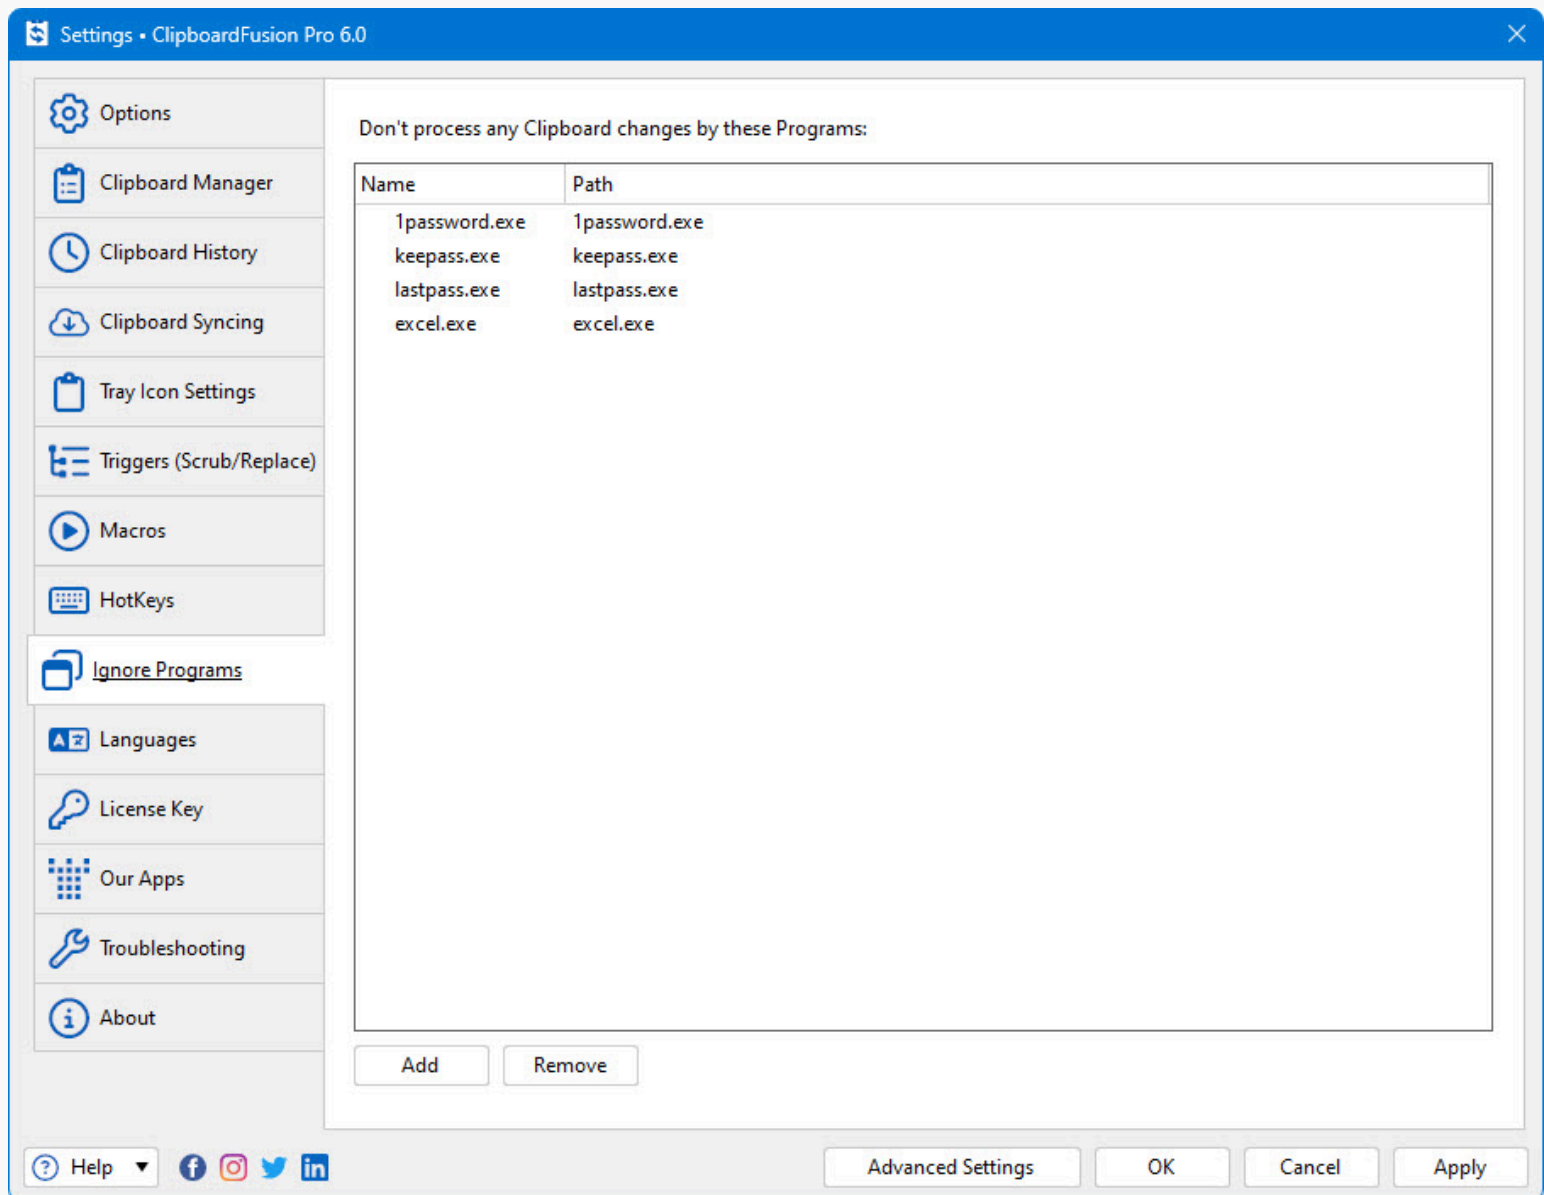 Settings • ClipboardFusion Pro 6.0
Options
Clipboard Manager
Clipboard History
Clipboard Syncing
Tray Icon Settings
Triggers (Scrub/Replace)
Macros
HotKeys
Ignore Programs
Languages
License Key
Our Apps
Troubleshooting
About
Don't process any Clipboard changes by these Programs:
Name Path
1password.exe 1password.exe
keepass.exe keepass.exe
lastpass.exe lastpass.exe
excel.exe excel.exe
Add Remove
Help Advanced Settings OK Cancel Apply